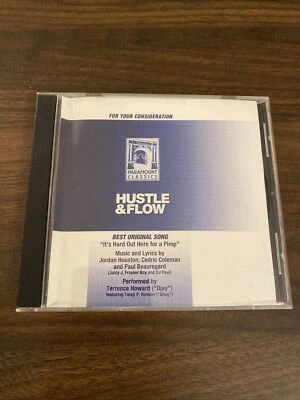 FOR YOUR CONSIDERATION
PARAMOUNT
CLASSICS
HUSTLE
& FLOW
BEST ORIGINAL SONG
"It's Hard Out Here for a Pimp"
Music and Lyrics by
Jordan Houston, Cedric Coleman
and Paul Beauregard
(Juicy J, Frayser Boy and DJ Paul)
Performed by
Terrence Howard ("Djay")
featuring Taraji P. Henson ("Shug")